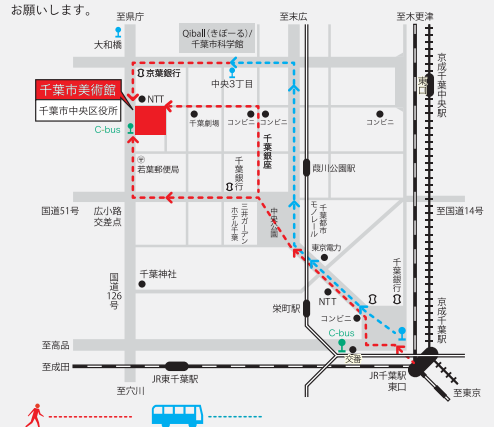 お願いします。
至県庁
至末広
至木更津
大和橋
Qiball（きぼーる）/
千葉市科学館
京葉銀行
中央3丁目
東口
京成千葉中央駅
千葉市美術館
千葉市中央区役所
NTT
C-bus
千葉劇場
コンビニ
コンビニ
コンビニ
千葉銀座
若葉郵便局
千葉銀行
葭川公園駅
国道51号
広小路
交差点
三井ガーデン
ホテル千葉
中央公園
千葉都市
モノレール
至国道14号
東京電力
千葉神社
国道
126
号
千葉銀行
NTT
栄町駅
コンビニ
京成千葉駅
C-bus
至高品
交番
至成田
JR東千葉駅
JR千葉駅
東口
至穴川
至東京